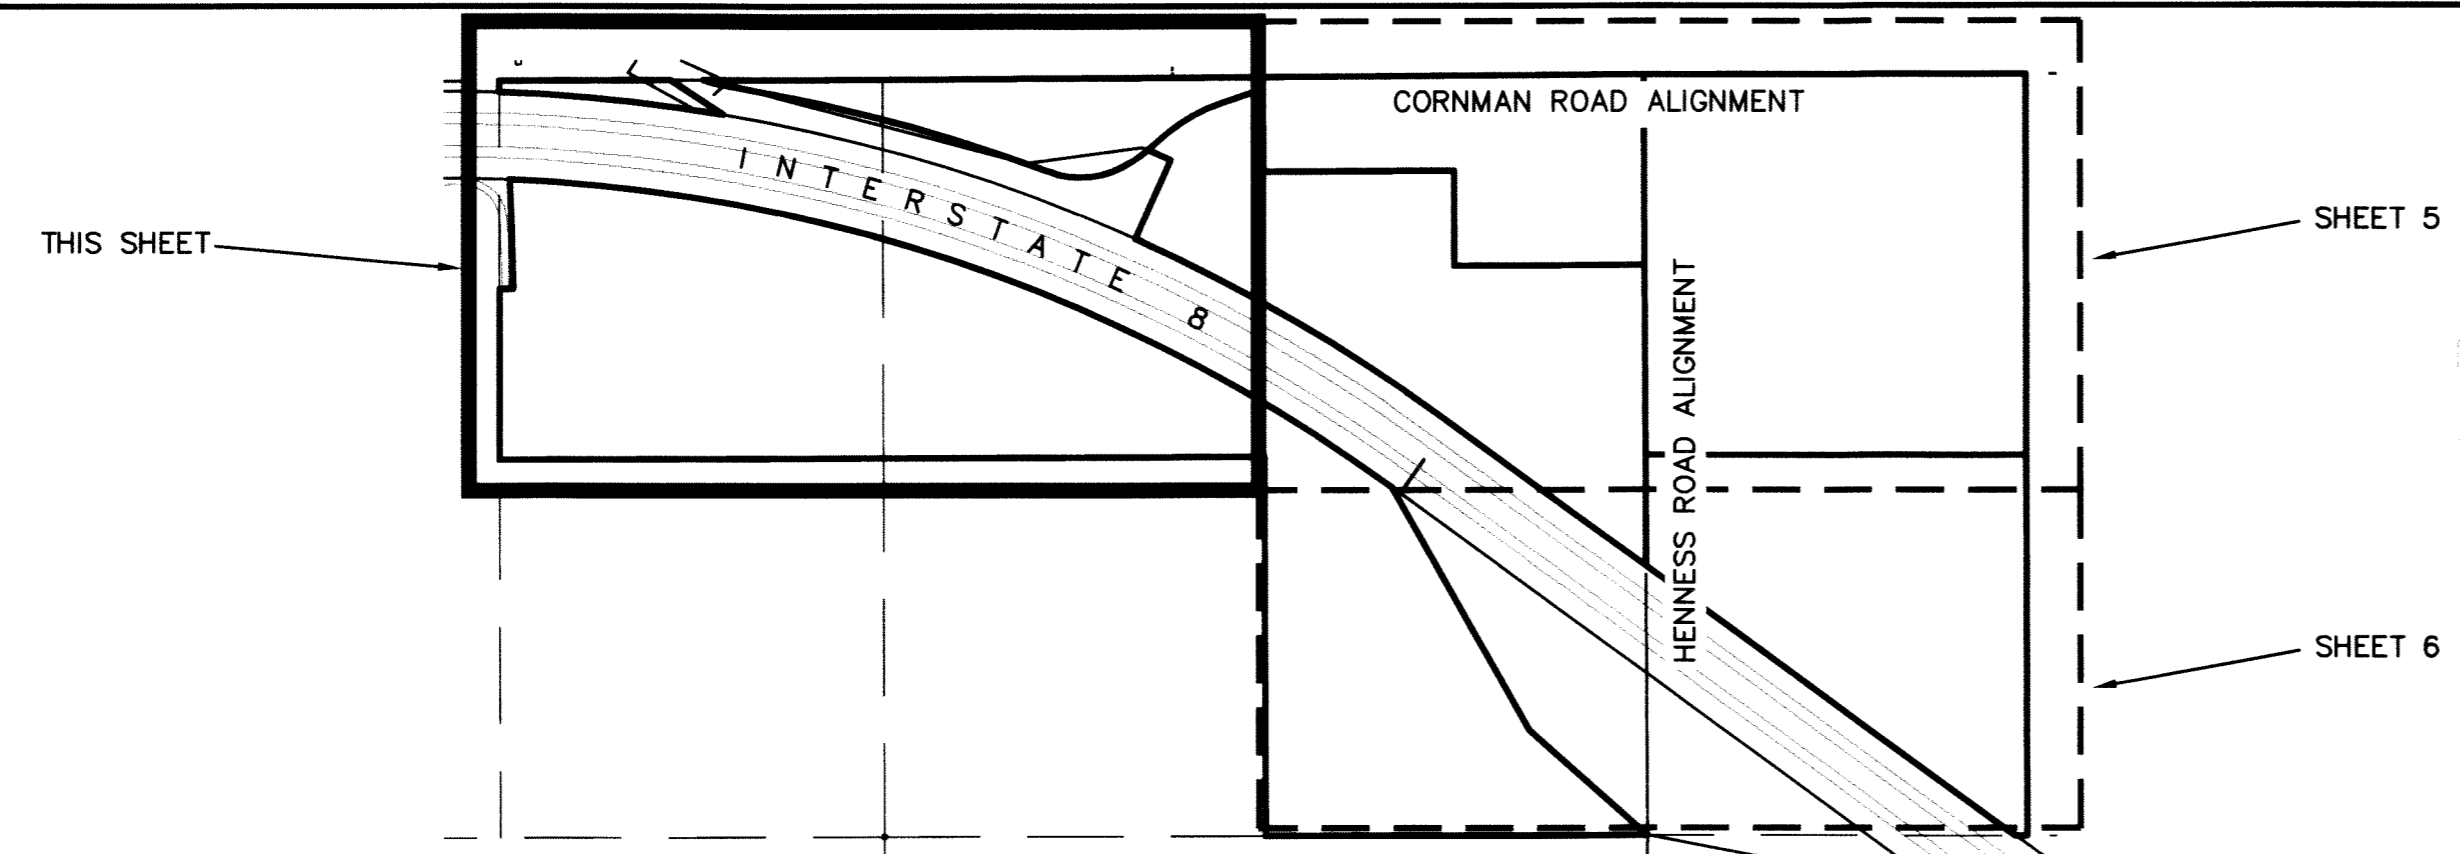 CORNMAN ROAD ALIGNMENT
INTERSTATE 8
THIS SHEET
SHEET 5
HENNESS ROAD ALIGNMENT
SHEET 6